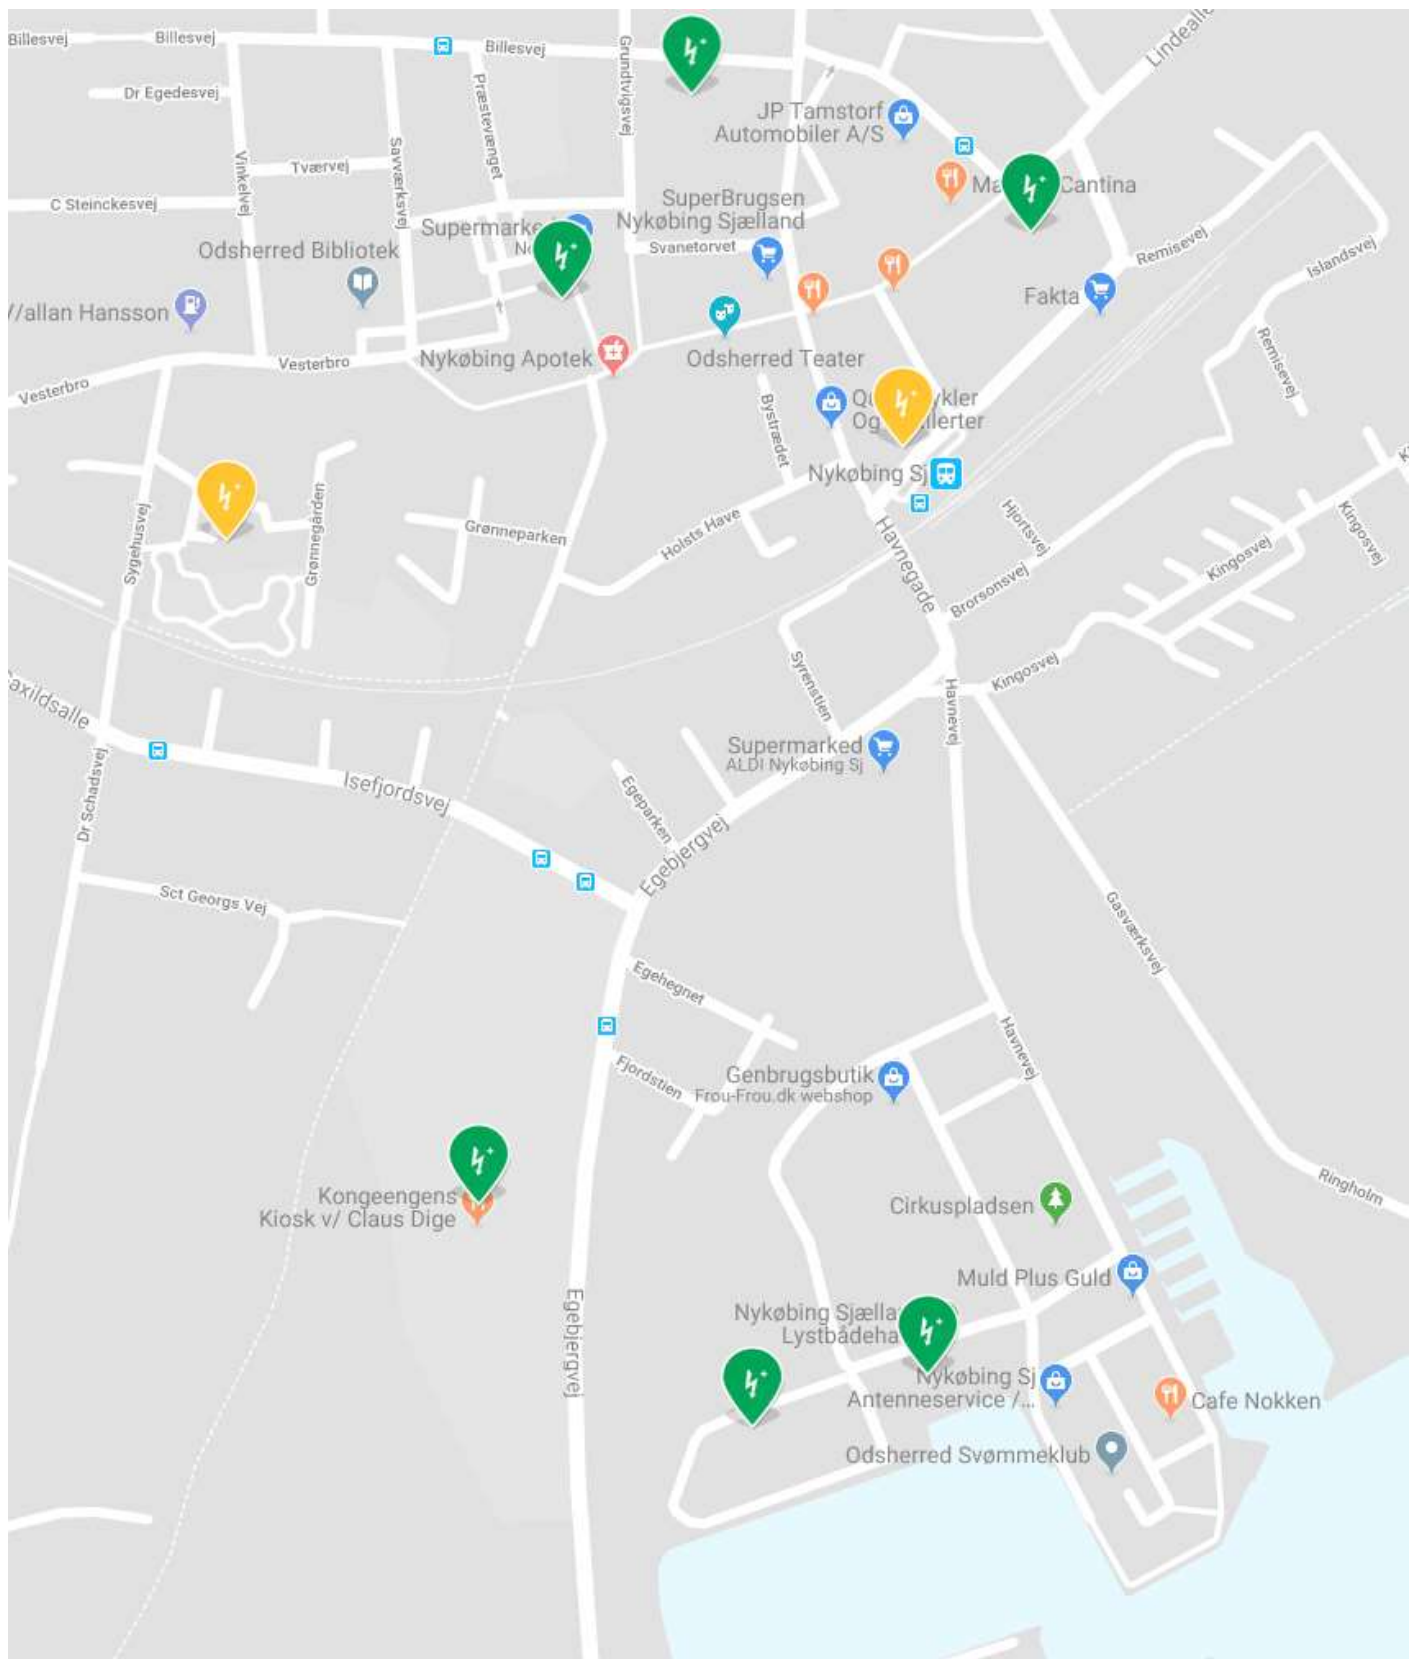 Billesvej
Billesvej
Billesvej
Grundtvigsvej
Dr Egedesvej
Præstevænget
JP Tamstorf
Automobiler A/S
Vinkelvej
Savværksvej
Tværvej
C Steinckesvej
SuperBrugsen
Nykøbing Sjælland
Cantina
Svanetorvet
Odsherred Bibliotek
Remisevej
Islandsvej
Fakta
Remisevej
Nykøbing Apotek
Odsherred Teater
Vesterbro
Vesterbro
Bystrædet
Nykøbing Sj
Sygehusvej
Grønnegården
Grønneparken
Holsts Have
Havnegade
Hjortsvej
Brorsonsvej
Kingosvej
Kingosvej
Kingosvej
Syrenstien
Havnevej
Supermarked
ALDI Nykøbing Sj
Dr Schadsvej
Isefjordsvej
Egeparken
Egebjergvej
Sct Georgs Vej
Gasværksvej
Egehegnet
Havnevej
Fjordstien
Genbrugsbutik
Frou-Frou.dk webshop
Ringholm
Kongeengens
Kiosk v/ Claus Dige
Cirkuspladsen
Muld Plus Guld
Egebjergvej
Nykøbing Sj
Antenneservice /...
Cafe Nokken
Odsherred Svømmeklub